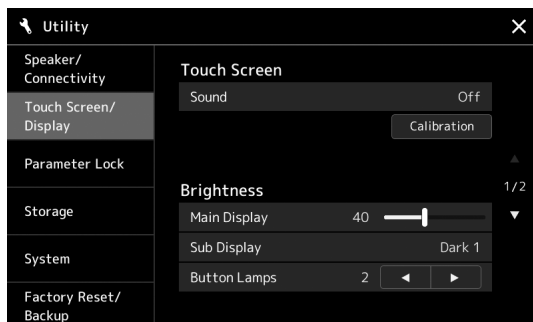 Utility
Speaker/
Connectivity
Touch Screen/
Display
Parameter Lock
Storage
System
Factory Reset/
Backup
Touch Screen
Sound Off
Calibration
Brightness
Main Display 40
Sub Display Dark 1
Button Lamps 2
1/2